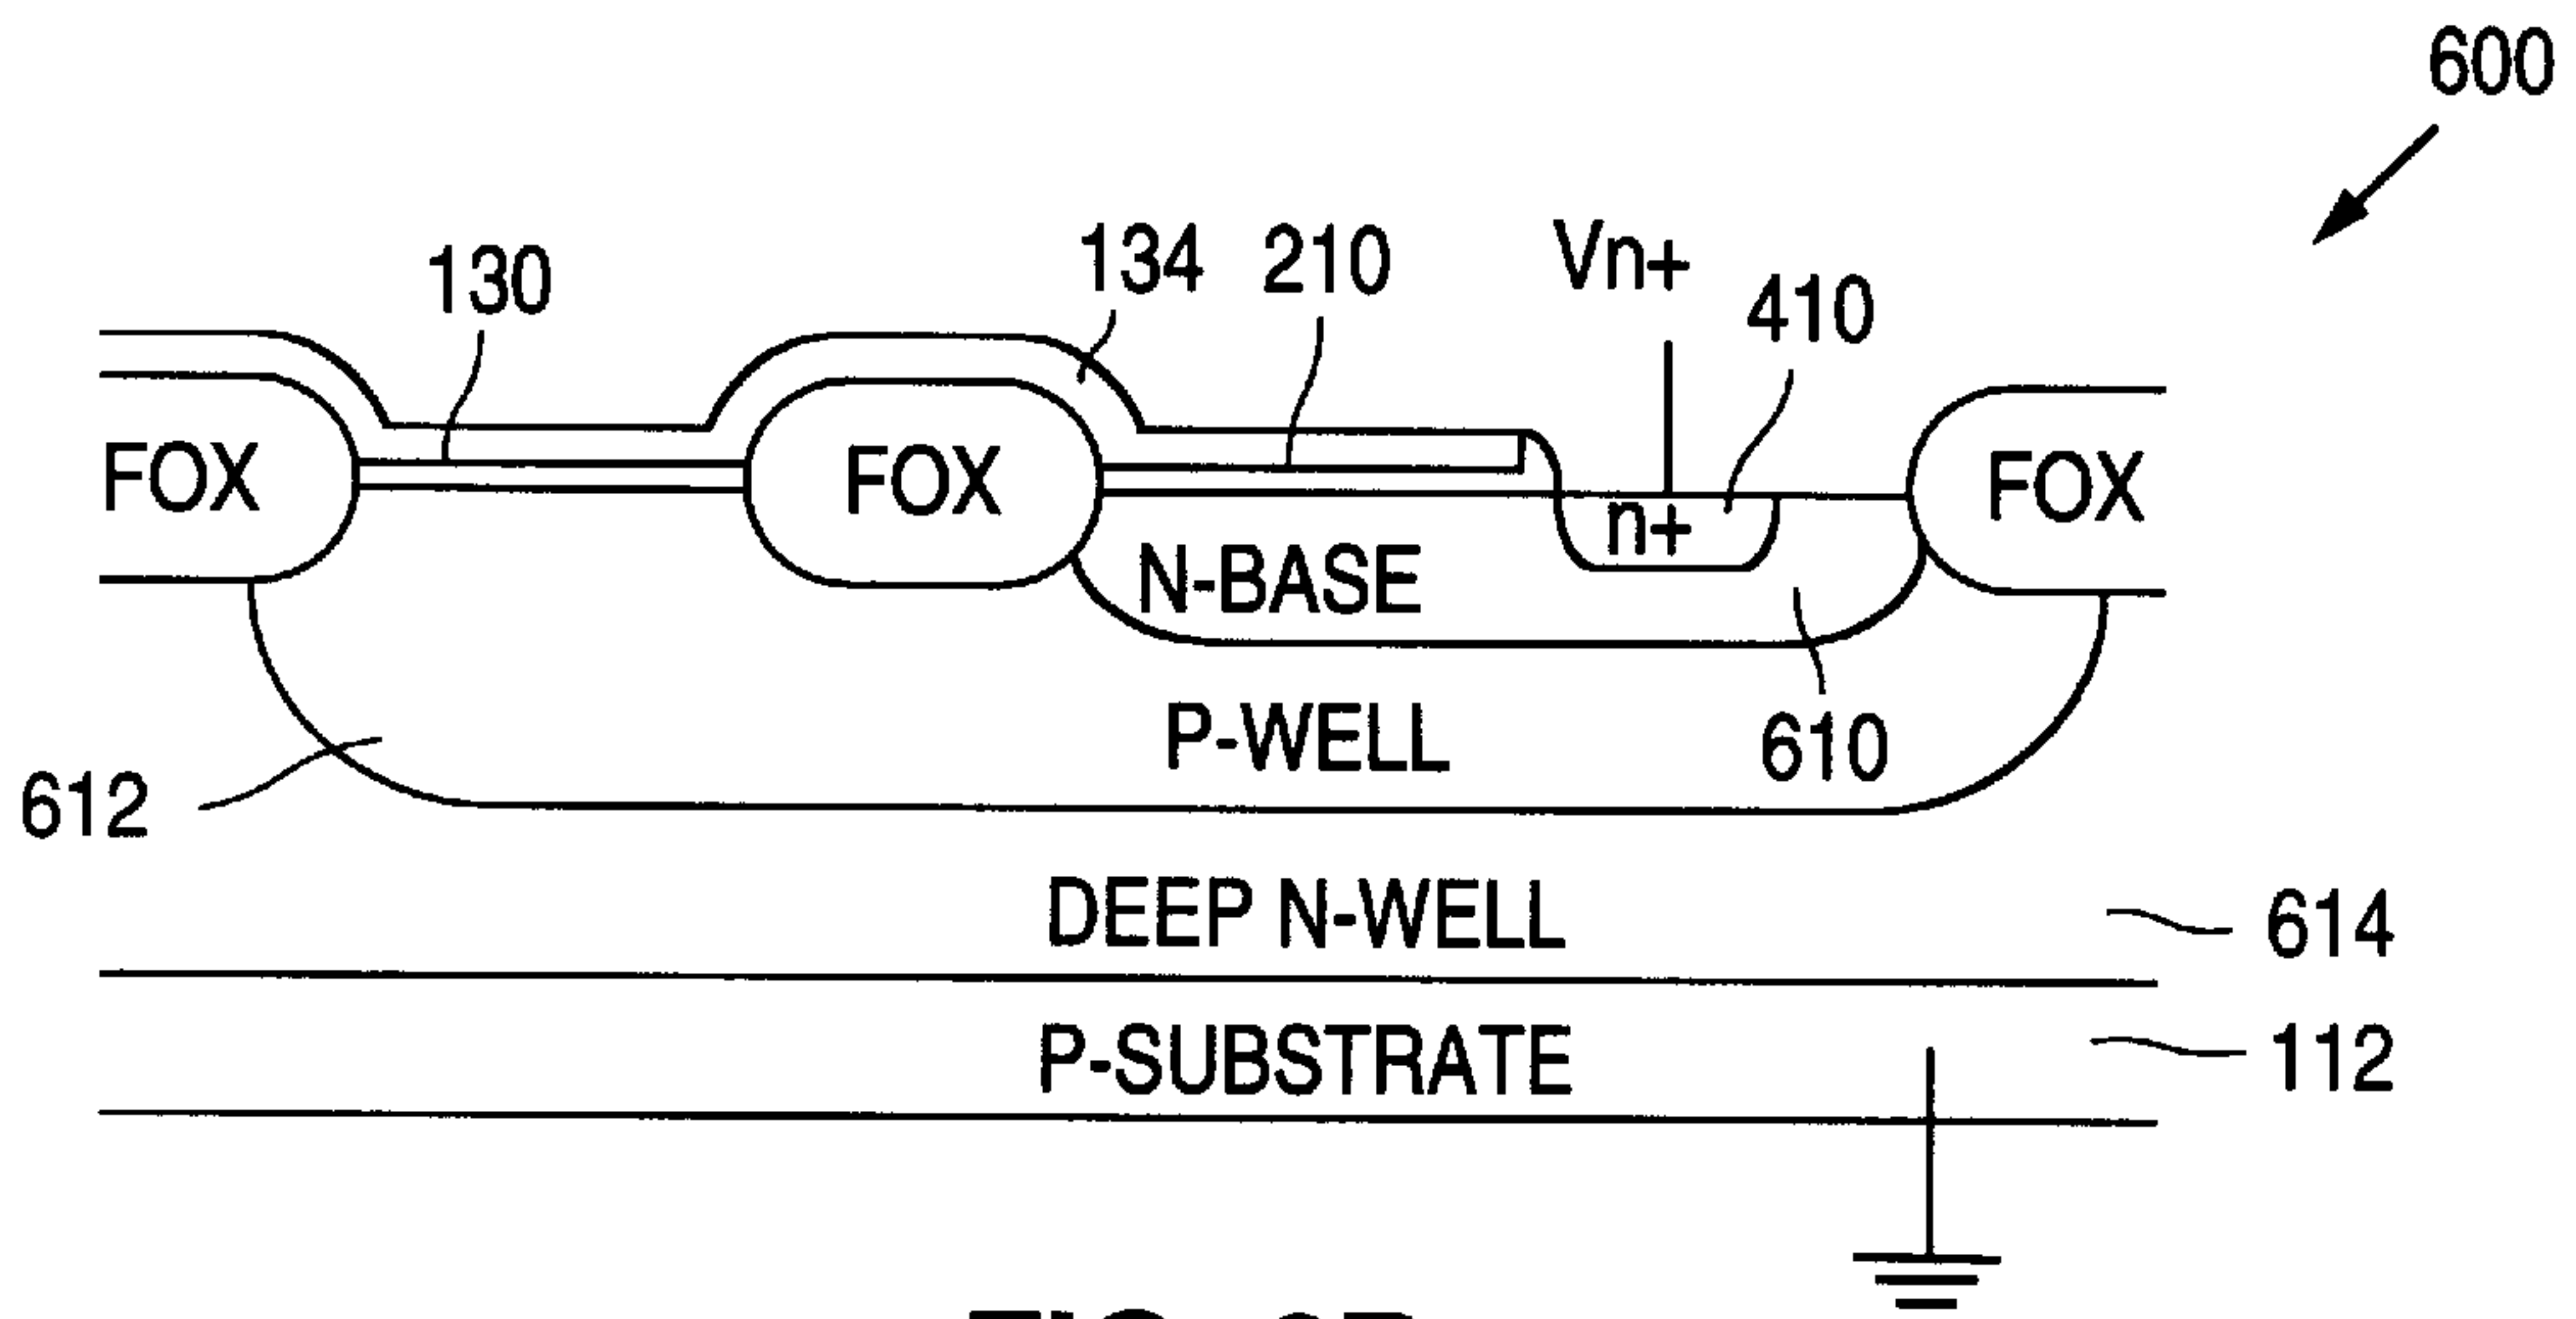 600
130 134 210 Vn+ 410
FOX FOX n+ FOX
N-BASE
P-WELL 610
612
DEEP N-WELL 614
P-SUBSTRATE 112